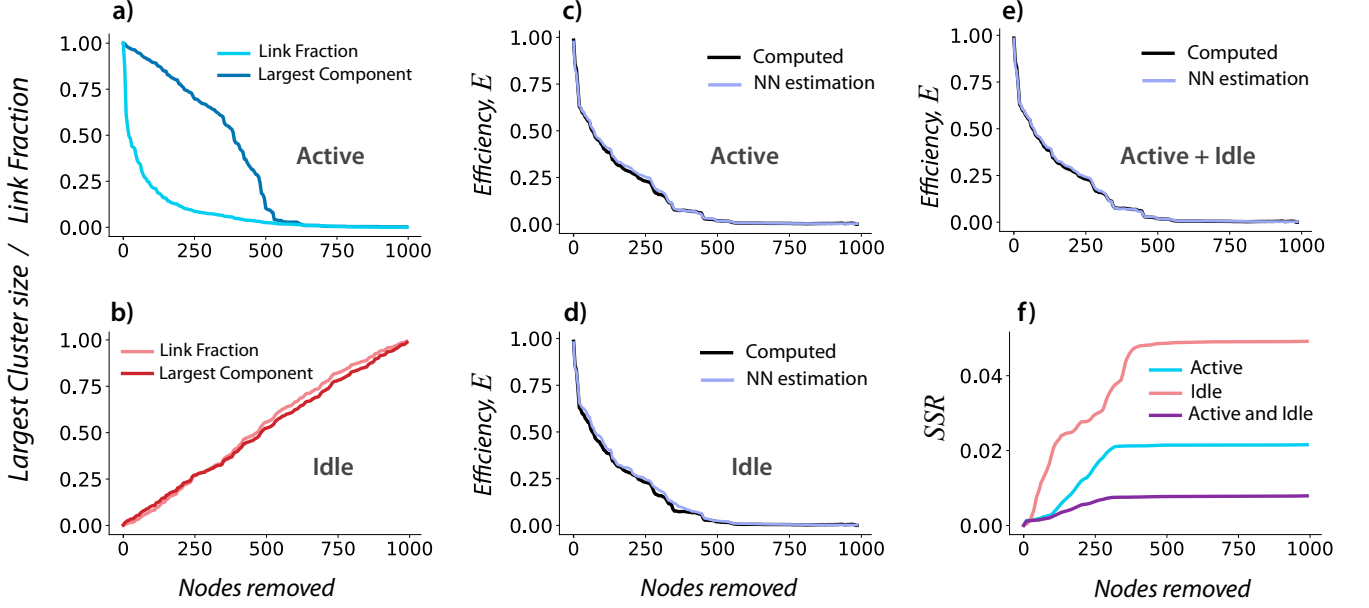 Largest Cluster size / Link Fraction
a)
1.00
0.75
0.50
0.25
0.00
0 250 500 750 1000
Link Fraction
Largest Component
Active
b)
1.00
0.75
0.50
0.25
0.00
0 250 500 750 1000
Link Fraction
Largest Component
Idle
Nodes removed
c)
Efficiency, E
1.00
0.75
0.50
0.25
0.00
0 250 500 750 1000
Computed
NN estimation
Active
d)
Efficiency, E
1.00
0.75
0.50
0.25
0.00
0 250 500 750 1000
Computed
NN estimation
Idle
Nodes removed
e)
Efficiency, E
1.00
0.75
0.50
0.25
0.00
0 250 500 750 1000
Computed
NN estimation
Active + Idle
f)
SSR
0.04
0.02
0.00
0 250 500 750 1000
Active
Idle
Active and Idle
Nodes removed